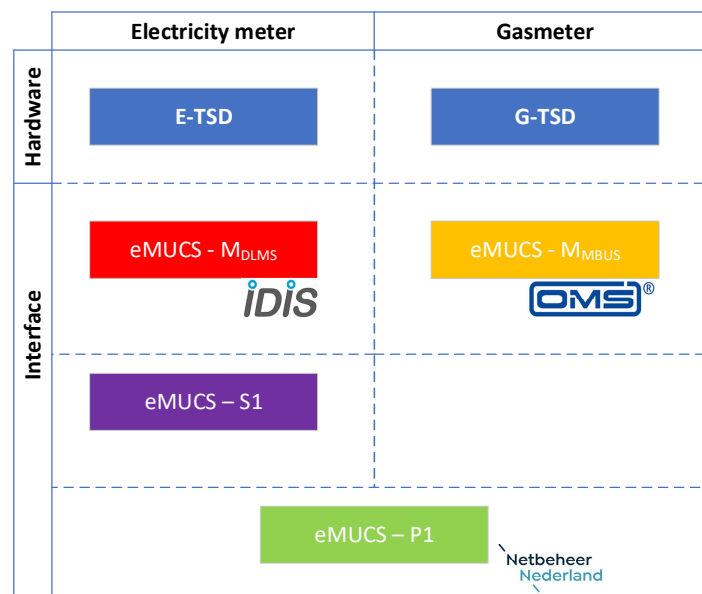 Electricity meter
Gasmeter
Hardware
E-TSD
G-TSD
Interface
eMUCS - MDLMS
eMUCS - MMBUS
iDiS
OMS®
eMUCS – S1
eMUCS – P1
Netbeheer
Nederland